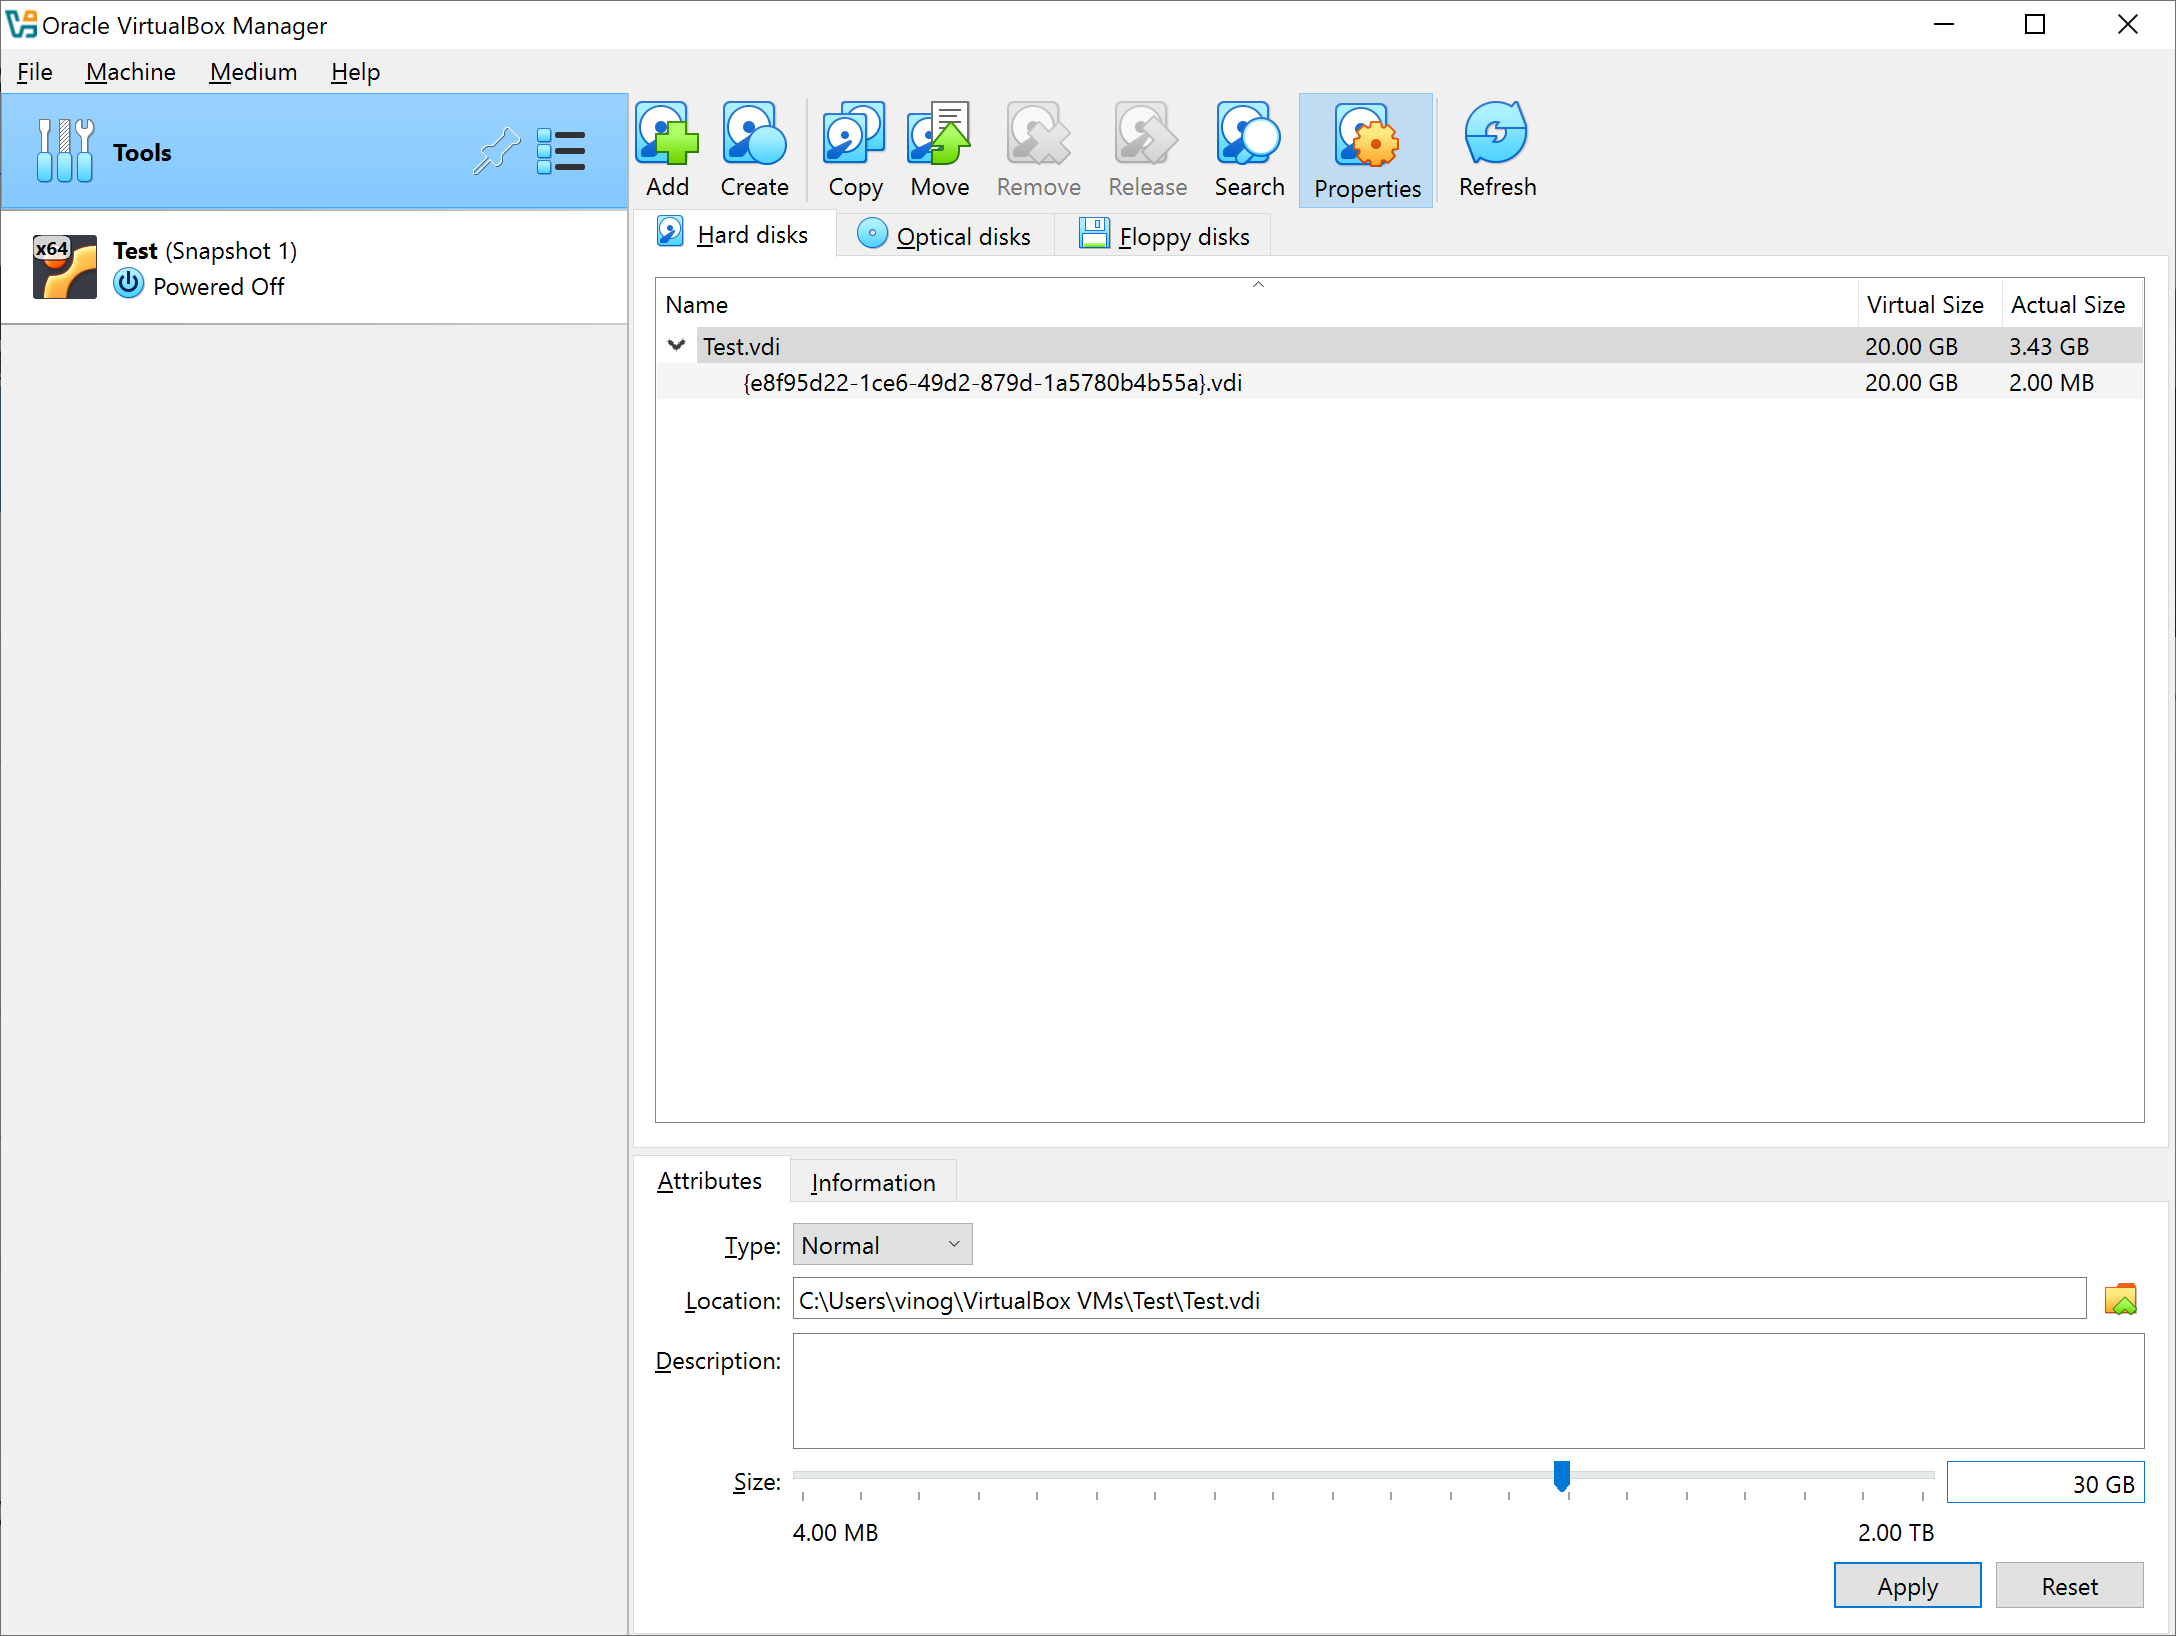 Oracle VirtualBox Manager
File Machine Medium Help
Tools
x64
Test (Snapshot 1)
Powered Off
Add Create Copy Move Remove Release Search Properties Refresh
Hard disks Optical disks Floppy disks
Name Virtual Size Actual Size
Test.vdi 20.00 GB 3.43 GB
{e8f95d22-1ce6-49d2-879d-1a5780b4b55a}.vdi 20.00 GB 2.00 MB
Attributes Information
Type: Normal
Location: C:\Users\vinog\VirtualBox VMs\Test\Test.vdi
Description:
Size: 30 GB
4.00 MB 2.00 TB
Apply Reset